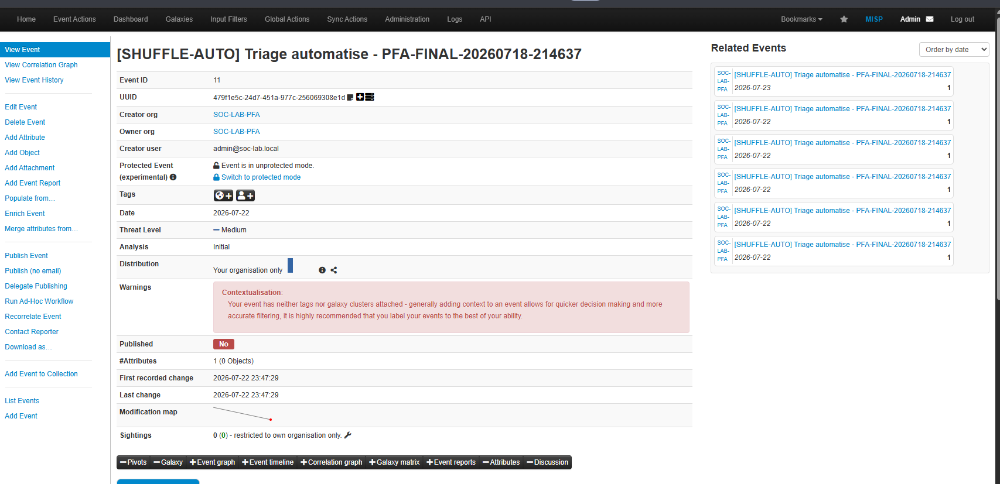 Home Event Actions Dashboard Galaxies Input Filters Global Actions Sync Actions Administration Logs API Bookmarks MISP Admin Log out
View Event
View Correlation Graph
View Event History
Edit Event
Delete Event
Add Attribute
Add Object
Add Attachment
Add Event Report
Populate from...
Enrich Event
Merge attributes from...
Publish Event
Publish (no email)
Delegate Publishing
Run Ad-Hoc Workflow
Recorrelate Event
Contact Reporter
Download as...
Add Event to Collection
List Events
Add Event
[SHUFFLE-AUTO] Triage automatise - PFA-FINAL-20260718-214637
Event ID 11
UUID 479f1e5c-24d7-451a-977c-256069308e1d
Creator org SOC-LAB-PFA
Owner org SOC-LAB-PFA
Creator user admin@soc-lab.local
Protected Event Event is in unprotected mode.
(experimental) Switch to protected mode
Tags
Date 2026-07-22
Threat Level Medium
Analysis Initial
Distribution Your organisation only
Warnings Contextualisation:
Your event has neither tags nor galaxy clusters attached - generally adding context to an event allows for quicker decision making and more
accurate filtering, it is highly recommended that you label your events to the best of your ability.
Published No
#Attributes 1 (0 Objects)
First recorded change 2026-07-22 23:47:29
Last change 2026-07-22 23:47:29
Modification map
Sightings 0 (0) - restricted to own organisation only.
Pivots Galaxy Event graph Event timeline Correlation graph Galaxy matrix Event reports Attributes Discussion
Related Events Order by date
SOC-LAB-PFA [SHUFFLE-AUTO] Triage automatise - PFA-FINAL-20260718-214637
2026-07-23 1
SOC-LAB-PFA [SHUFFLE-AUTO] Triage automatise - PFA-FINAL-20260718-214637
2026-07-22 1
SOC-LAB-PFA [SHUFFLE-AUTO] Triage automatise - PFA-FINAL-20260718-214637
2026-07-22 1
SOC-LAB-PFA [SHUFFLE-AUTO] Triage automatise - PFA-FINAL-20260718-214637
2026-07-22 1
SOC-LAB-PFA [SHUFFLE-AUTO] Triage automatise - PFA-FINAL-20260718-214637
2026-07-22 1
SOC-LAB-PFA [SHUFFLE-AUTO] Triage automatise - PFA-FINAL-20260718-214637
2026-07-22 1